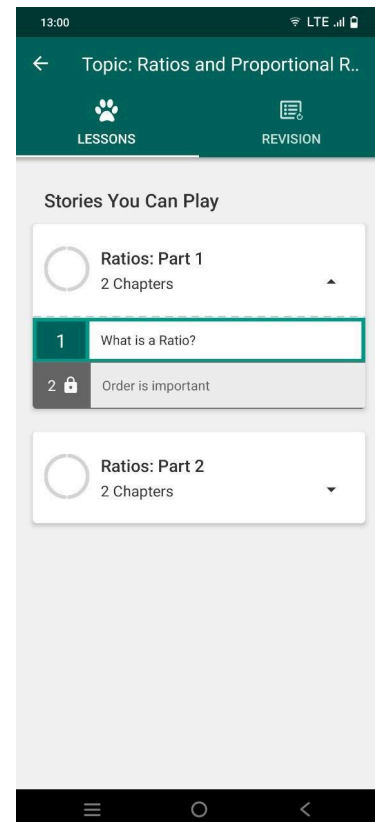 13:00 LTE
Topic: Ratios and Proportional R..
LESSONS REVISION
Stories You Can Play
Ratios: Part 1
2 Chapters
1 What is a Ratio?
2 Order is important
Ratios: Part 2
2 Chapters